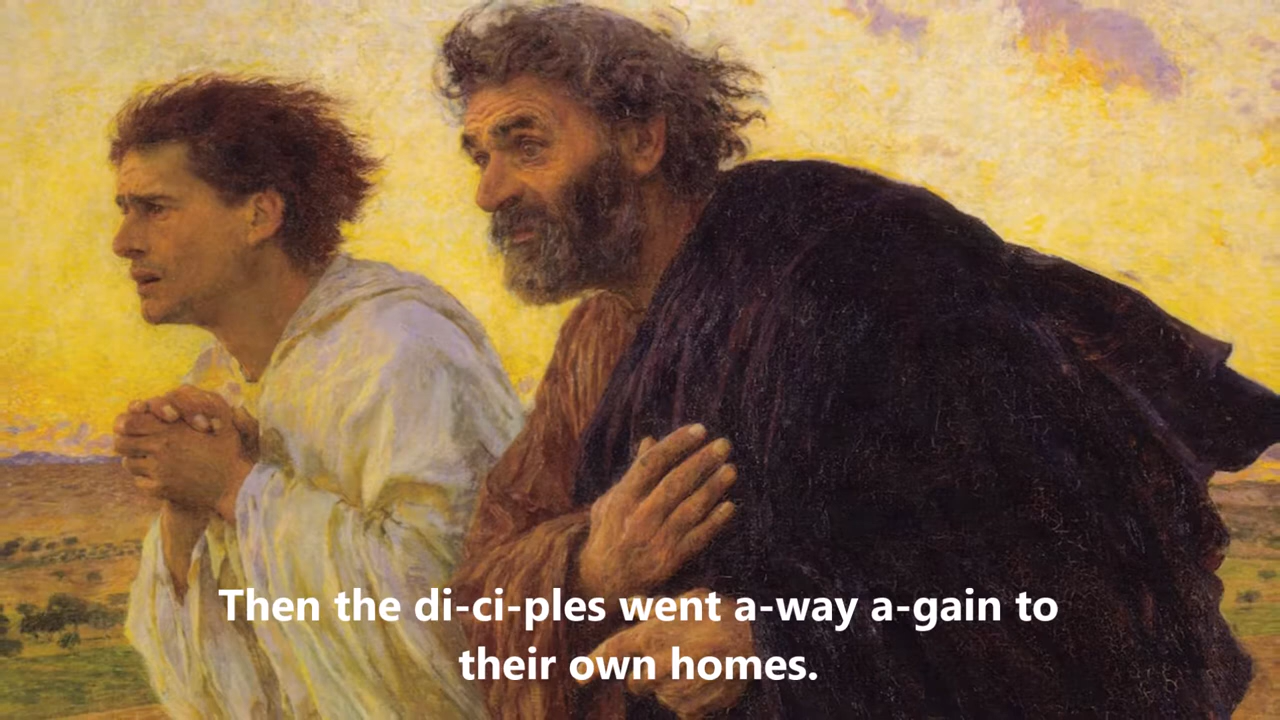 Then the di-ci-ples went a-way a-gain to
their own homes.